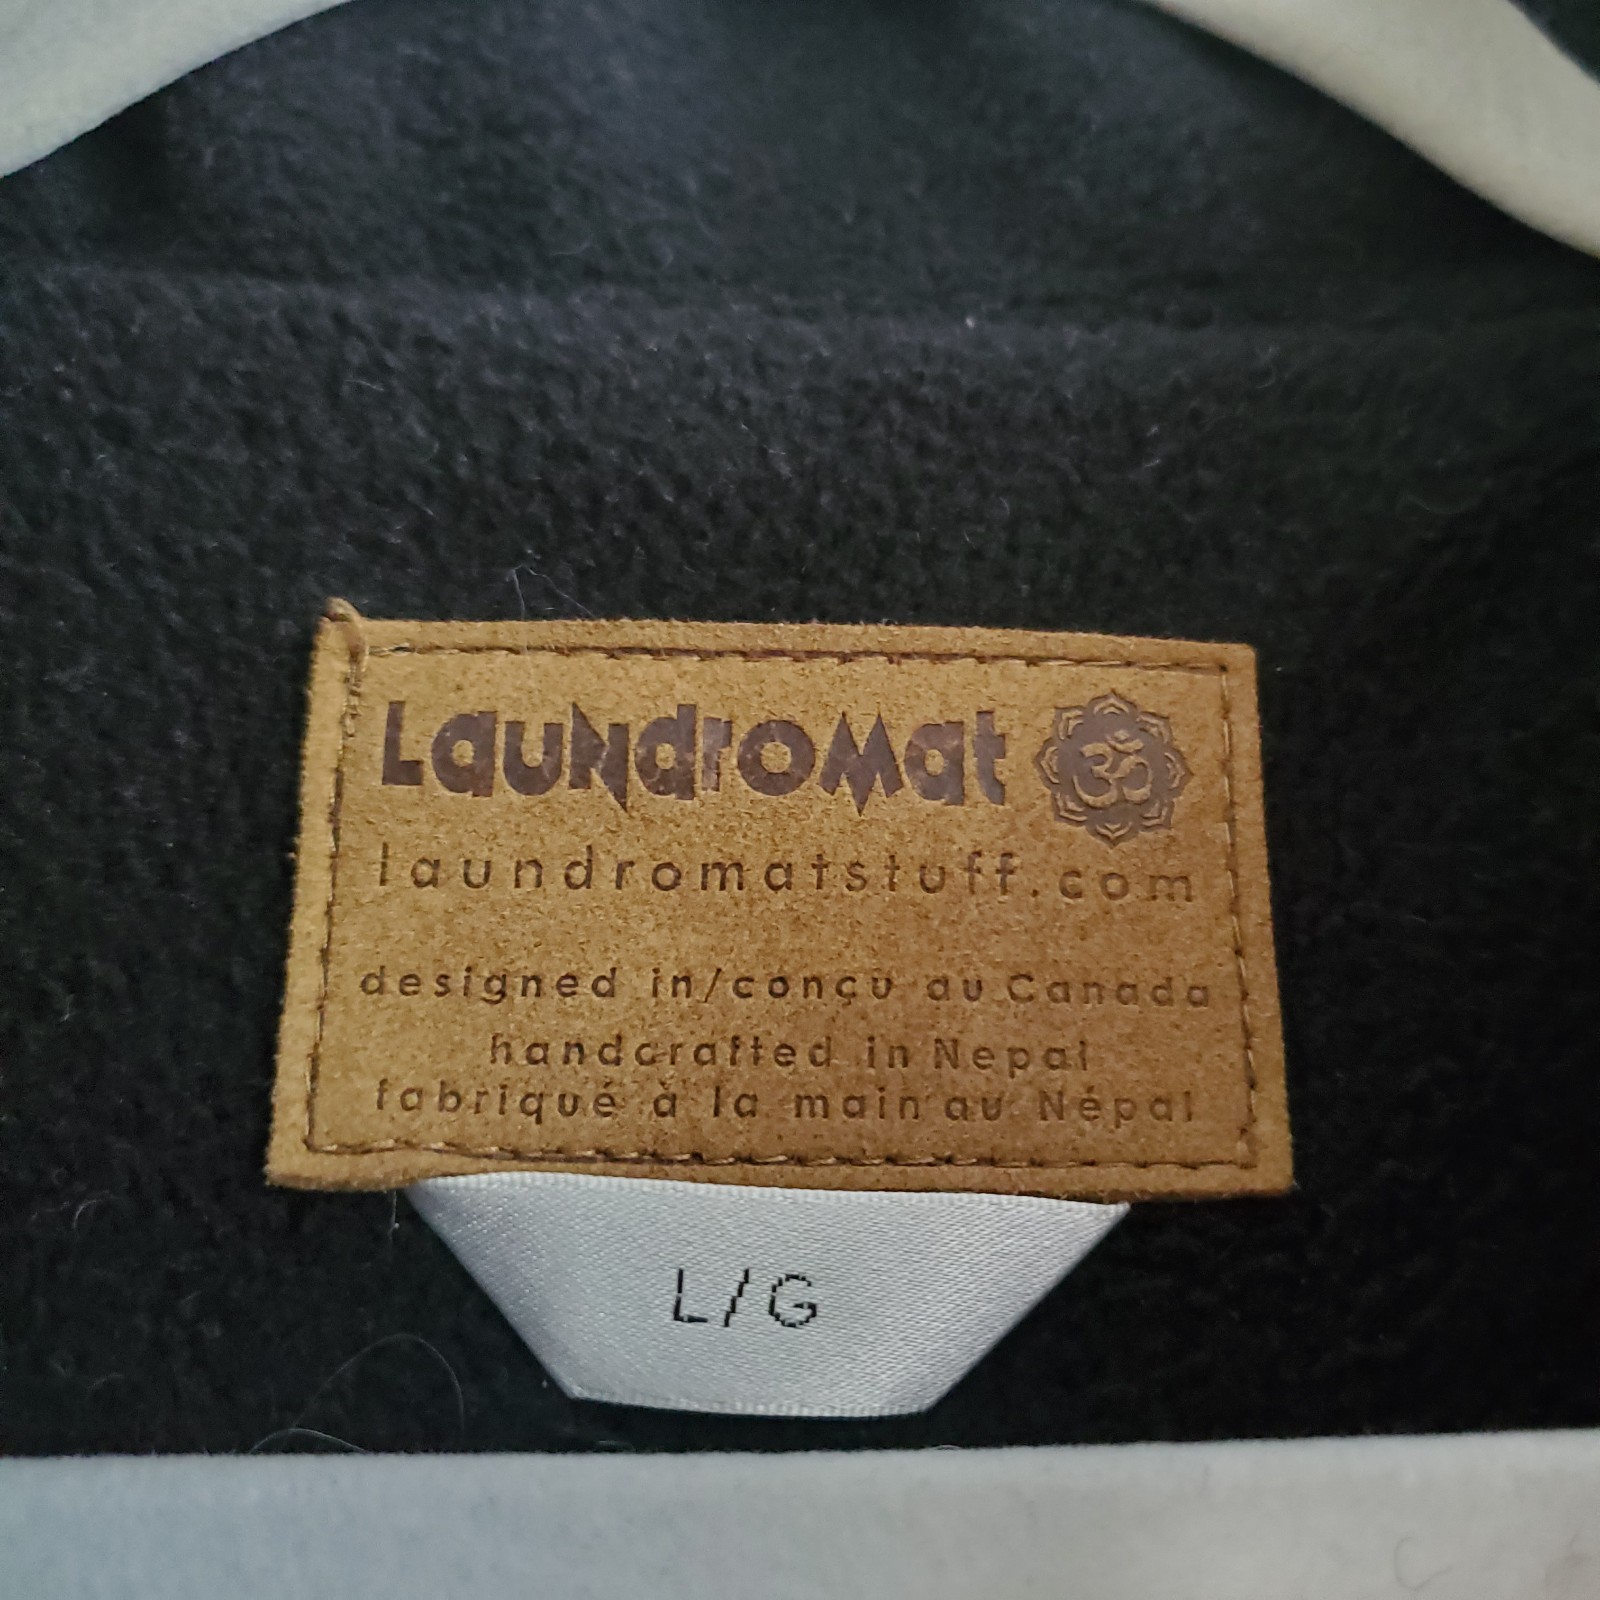 LauNdroMat ॐ
laundromatstuff.com
designed in/conçu au Canada
handcrafted in Nepal
fabriqué à la main au Népal
L/G